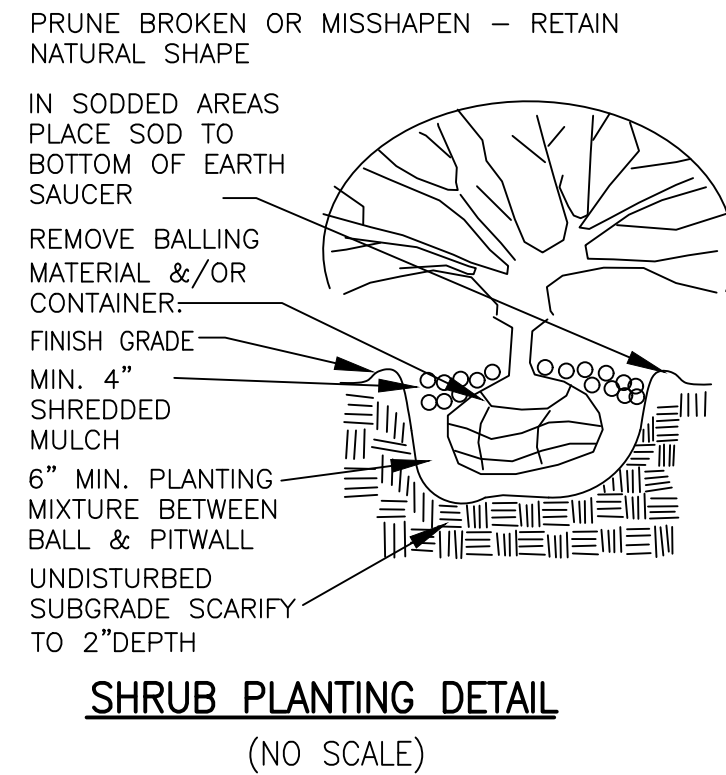 PRUNE BROKEN OR MISSHAPEN – RETAIN
NATURAL SHAPE
IN SODDED AREAS
PLACE SOD TO
BOTTOM OF EARTH
SAUCER
REMOVE BALLING
MATERIAL &/OR
CONTAINER.
FINISH GRADE
MIN. 4”
SHREDDED
MULCH
6” MIN. PLANTING
MIXTURE BETWEEN
BALL & PITWALL
UNDISTURBED
SUBGRADE SCARIFY
TO 2”DEPTH
SHRUB PLANTING DETAIL
(NO SCALE)